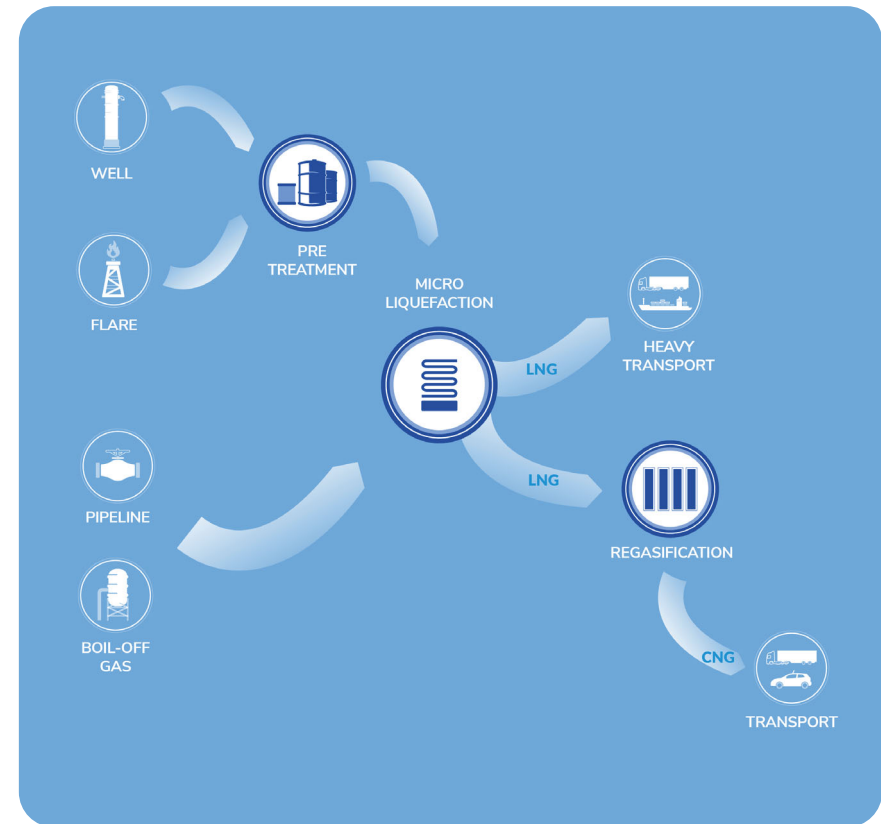 WELL
PRE
TREATMENT
FLARE
MICRO
LIQUEFACTION
LNG
HEAVY
TRANSPORT
LNG
PIPELINE
REGASIFICATION
BOIL-OFF
GAS
CNG
TRANSPORT